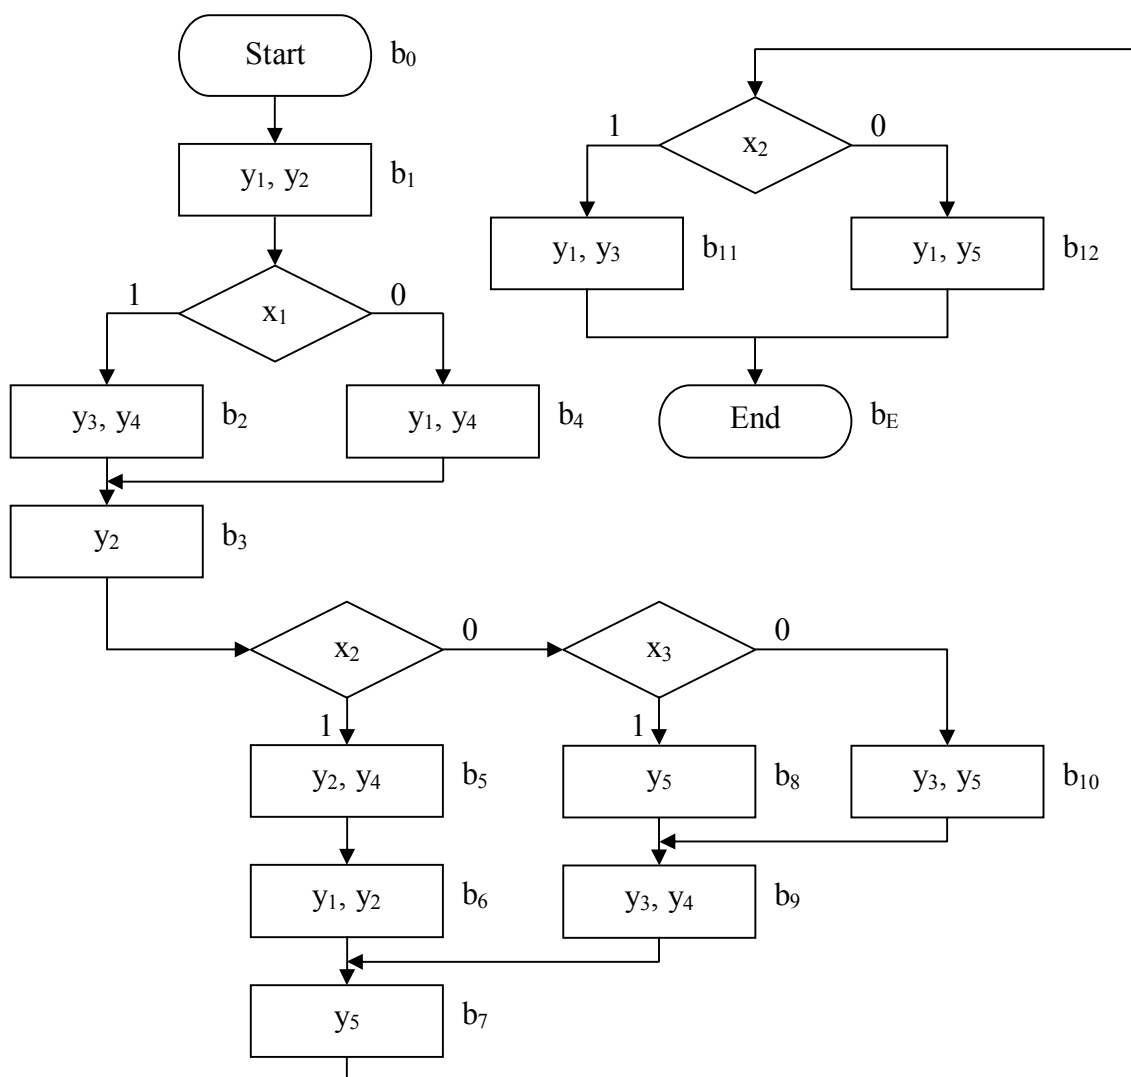 Start b₀
y₁, y₂ b₁
x₁
1 0
y₃, y₄ b₂
y₁, y₄ b₄
y₂ b₃
x₂
1 0
x₃
1 0
y₂, y₄ b₅
y₅ b₈
y₃, y₅ b₁₀
y₁, y₂ b₆
y₃, y₄ b₉
y₅ b₇
x₂
1 0
y₁, y₃ b₁₁
y₁, y₅ b₁₂
End b_E